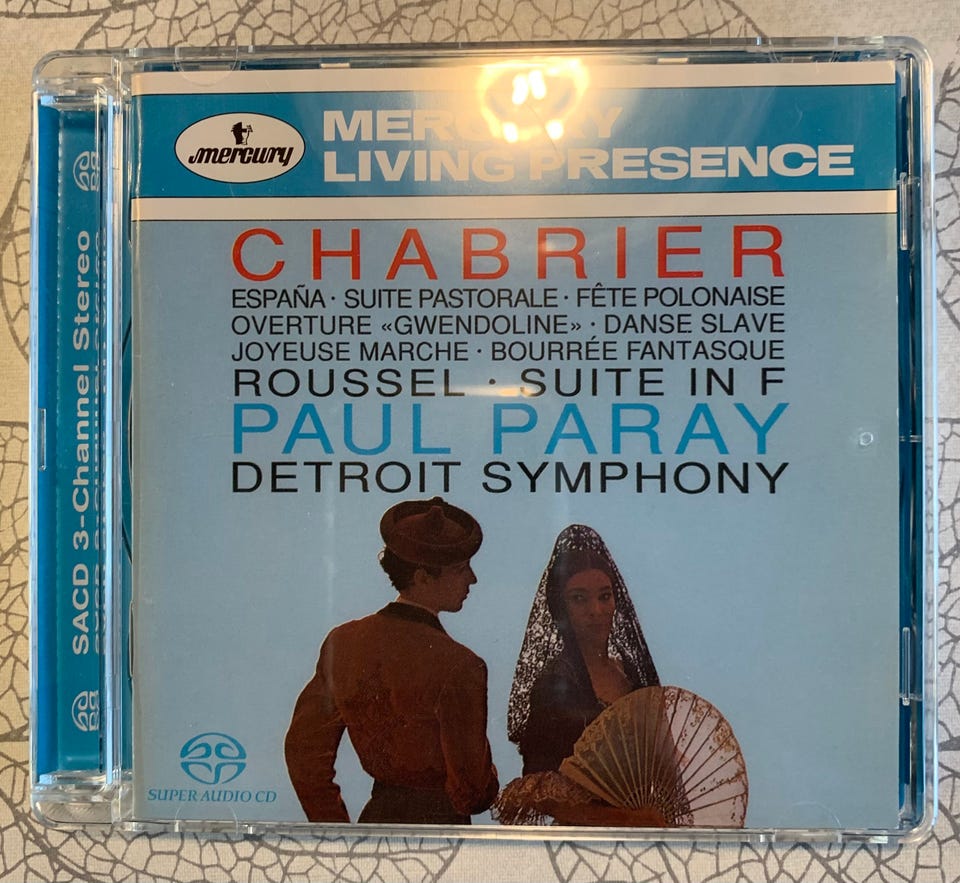 mercury
MERCURY
LIVING PRESENCE
CHABRIER
ESPAÑA · SUITE PASTORALE · FÊTE POLONAISE
OVERTURE «GWENDOLINE» · DANSE SLAVE
JOYEUSE MARCHE · BOURRÉE FANTASQUE
ROUSSEL · SUITE IN F
PAUL PARAY
DETROIT SYMPHONY
SUPER AUDIO CD
SACD 3-Channel Stereo